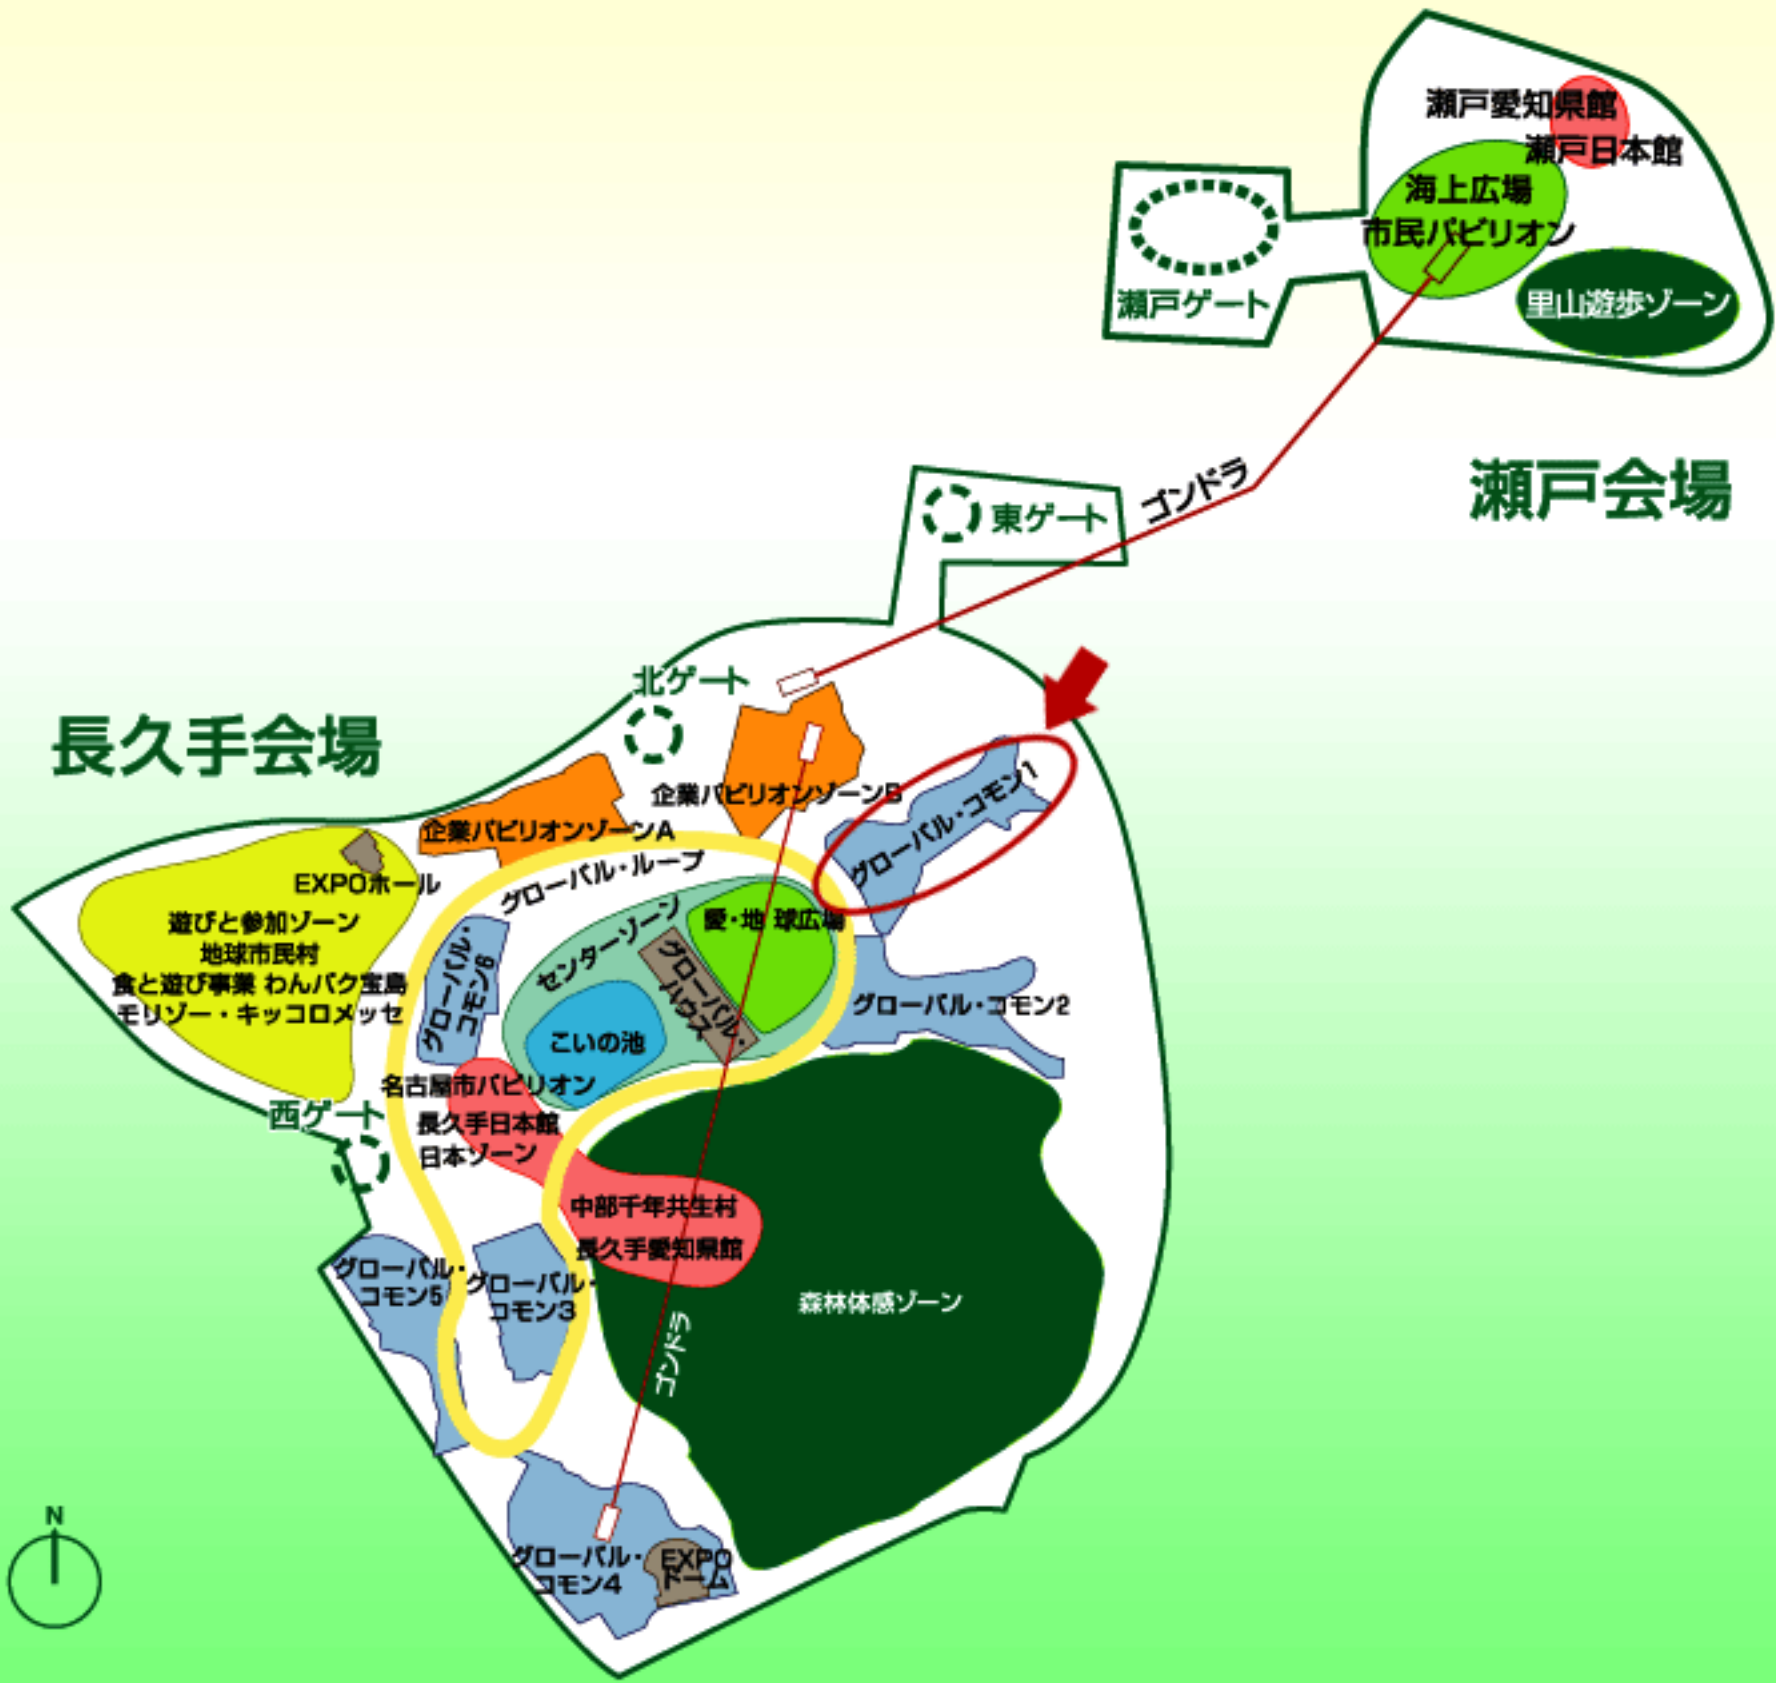 瀬戸愛知県館
瀬戸日本館
海上広場
市民パビリオン
瀬戸ゲート
里山遊歩ゾーン
瀬戸会場
ゴンドラ
東ゲート
北ゲート
長久手会場
企業パビリオンゾーンB
グローバル・コモン1
企業パビリオンゾーンA
グローバル・ループ
EXPOホール
遊びと参加ゾーン
地球市民村
食と遊び事業 わんパク宝島
モリゾー・キッコロメッセ
センターゾーン
愛・地 球広場
グローバル・
ハウス
こいの池
グローバル・
コモン6
グローバル・コモン2
名古屋市パビリオン
長久手日本館
日本ゾーン
西ゲート
中部千年共生村
長久手愛知県館
グローバル・
コモン5
グローバル・
コモン3
森林体感ゾーン
ゴンドラ
グローバル・
コモン4
EXPO
ドーム
N